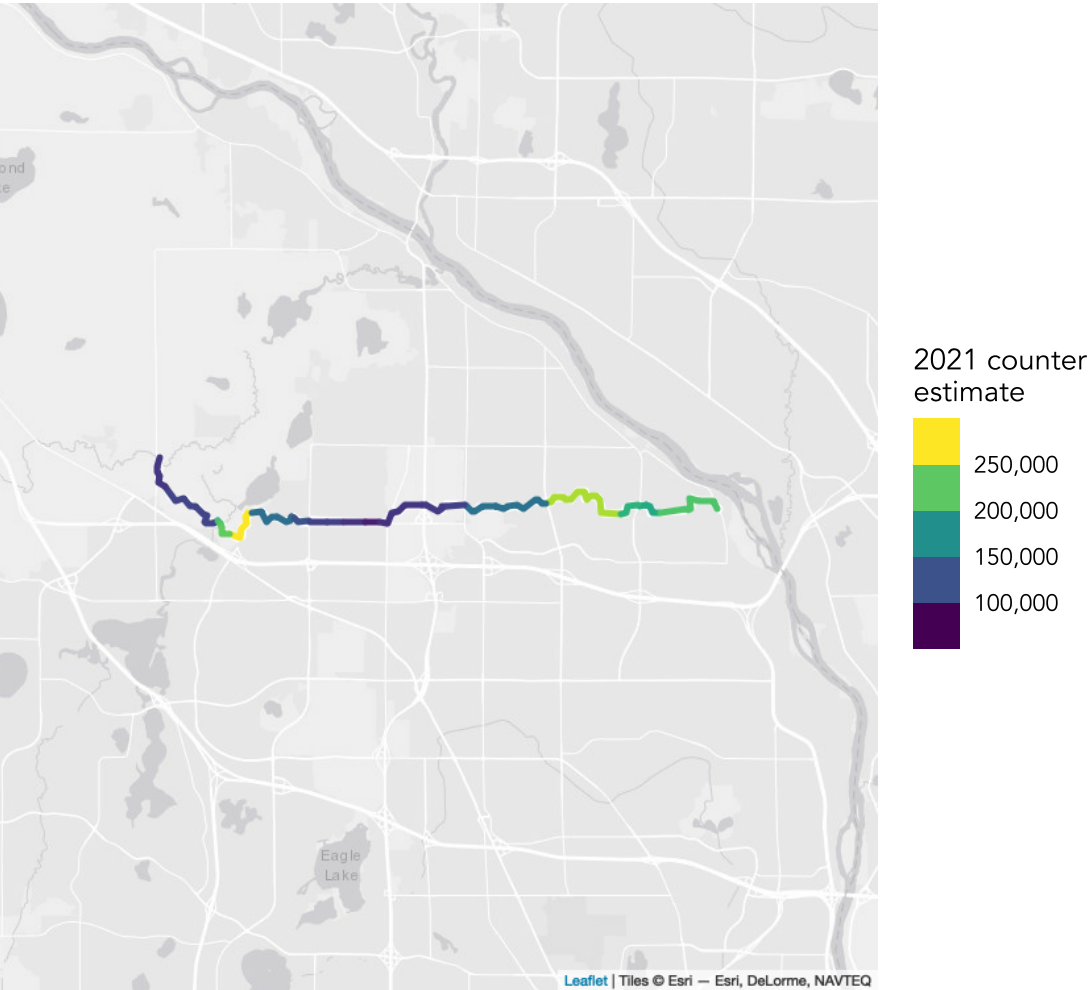 ond
ke
2021 counter
estimate
250,000
200,000
150,000
100,000
Eagle
Lake
Leaflet | Tiles © Esri — Esri, DeLorme, NAVTEQ